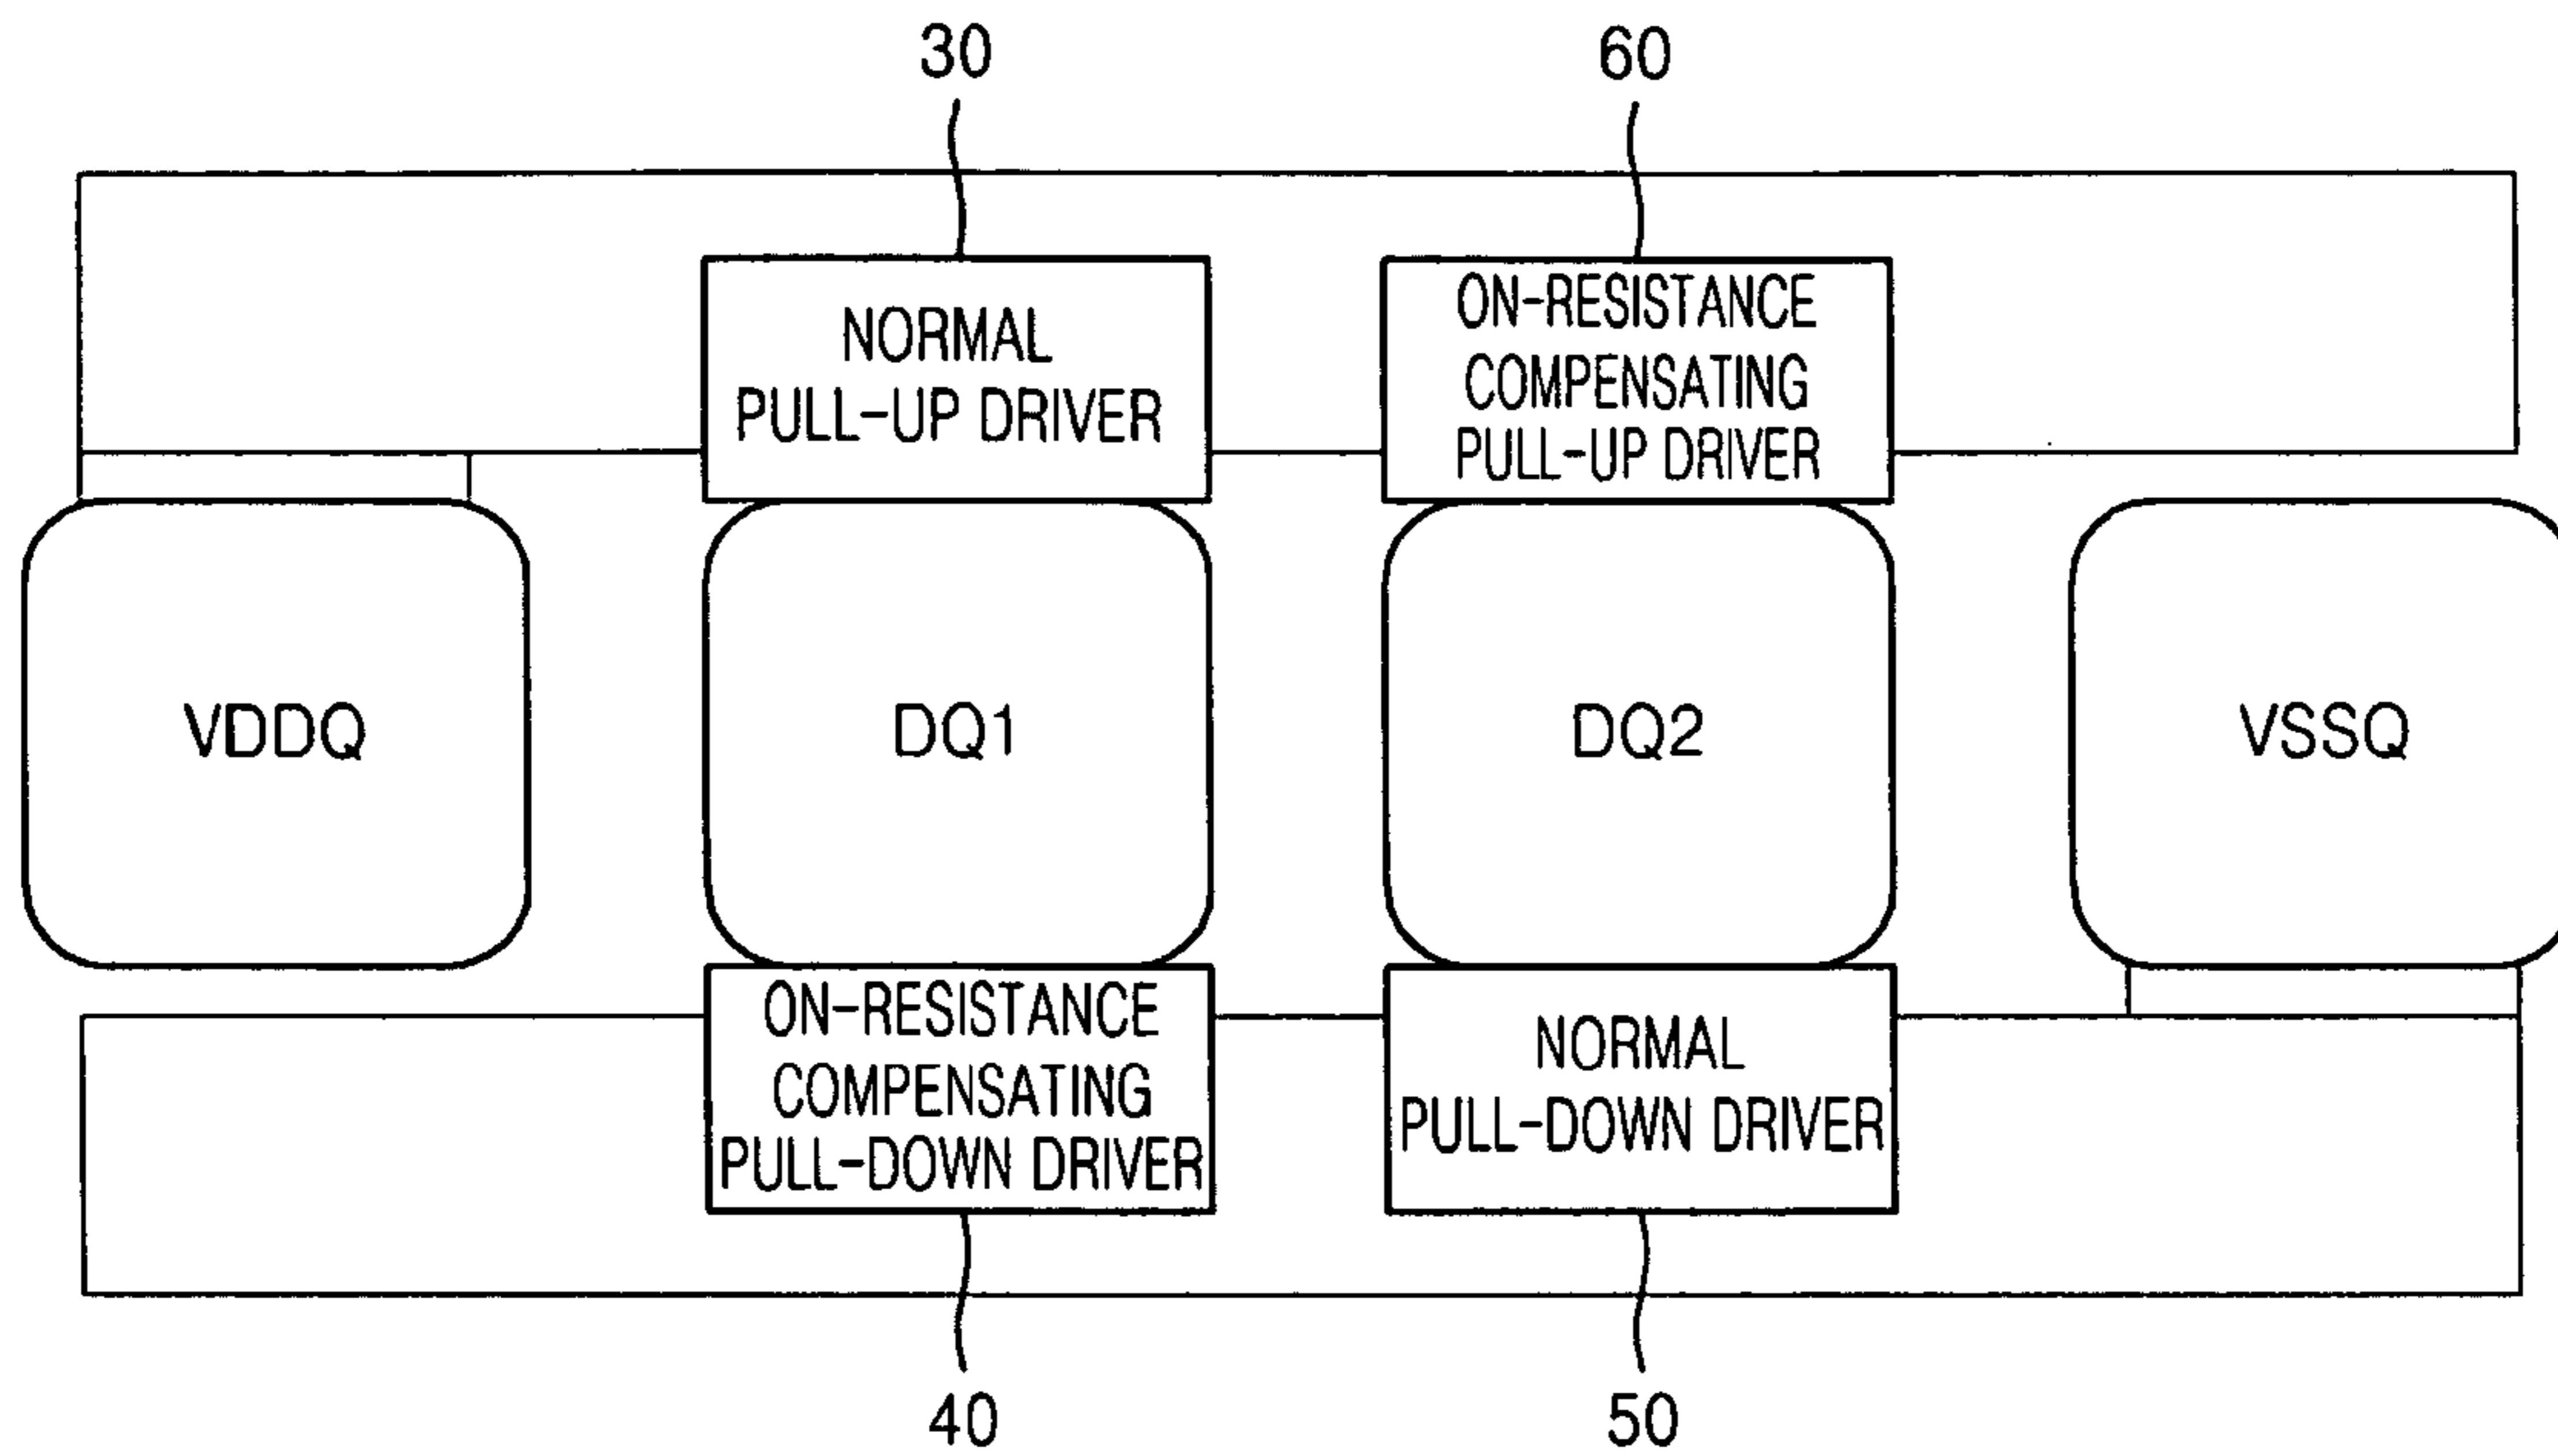 30
60
NORMAL
PULL-UP DRIVER
ON-RESISTANCE
COMPENSATING
PULL-UP DRIVER
VDDQ
DQ1
DQ2
VSSQ
ON-RESISTANCE
COMPENSATING
PULL-DOWN DRIVER
NORMAL
PULL-DOWN DRIVER
40
50